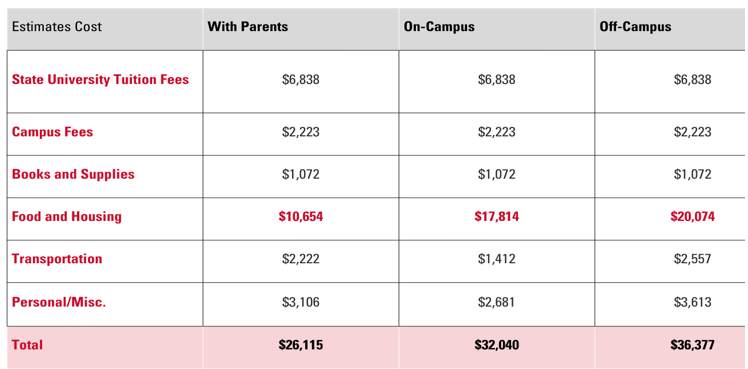 Estimates Cost With Parents On-Campus Off-Campus
State University Tuition Fees $6,838 $6,838 $6,838
Campus Fees $2,223 $2,223 $2,223
Books and Supplies $1,072 $1,072 $1,072
Food and Housing $10,654 $17,814 $20,074
Transportation $2,222 $1,412 $2,557
Personal/Misc. $3,106 $2,681 $3,613
Total $26,115 $32,040 $36,377